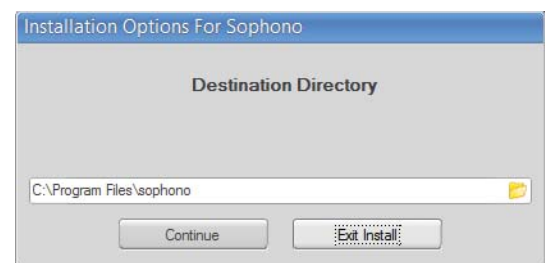 Installation Options For Sophono
Destination Directory
C:\Program Files\sophono
Continue Exit Install